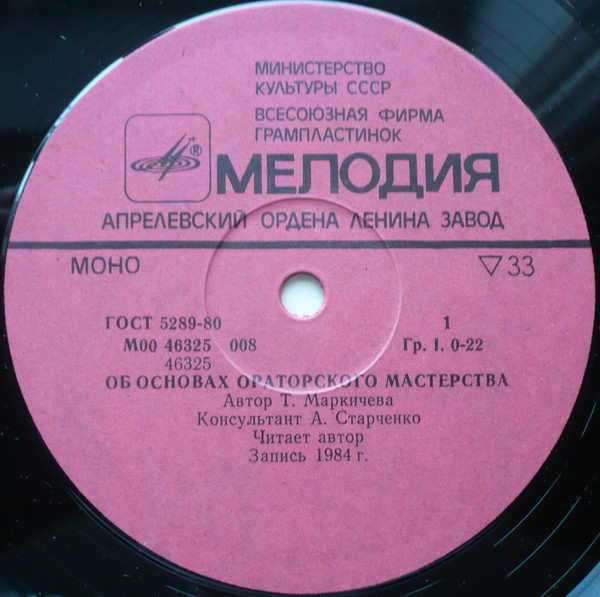 МИНИСТЕРСТВО
КУЛЬТУРЫ СССР
ВСЕСОЮЗНАЯ ФИРМА
ГРАМПЛАСТИНОК
®
МЕЛОДИЯ
АПРЕЛЕВСКИЙ ОРДЕНА ЛЕНИНА ЗАВОД
МОНО ▽33
ГОСТ 5289-80 1
М00 46325 008 Гр. I. 0-22
46325
ОБ ОСНОВАХ ОРАТОРСКОГО МАСТЕРСТВА
Автор Т. Маркичева
Консультант А. Старченко
Читает автор
Запись 1984 г.